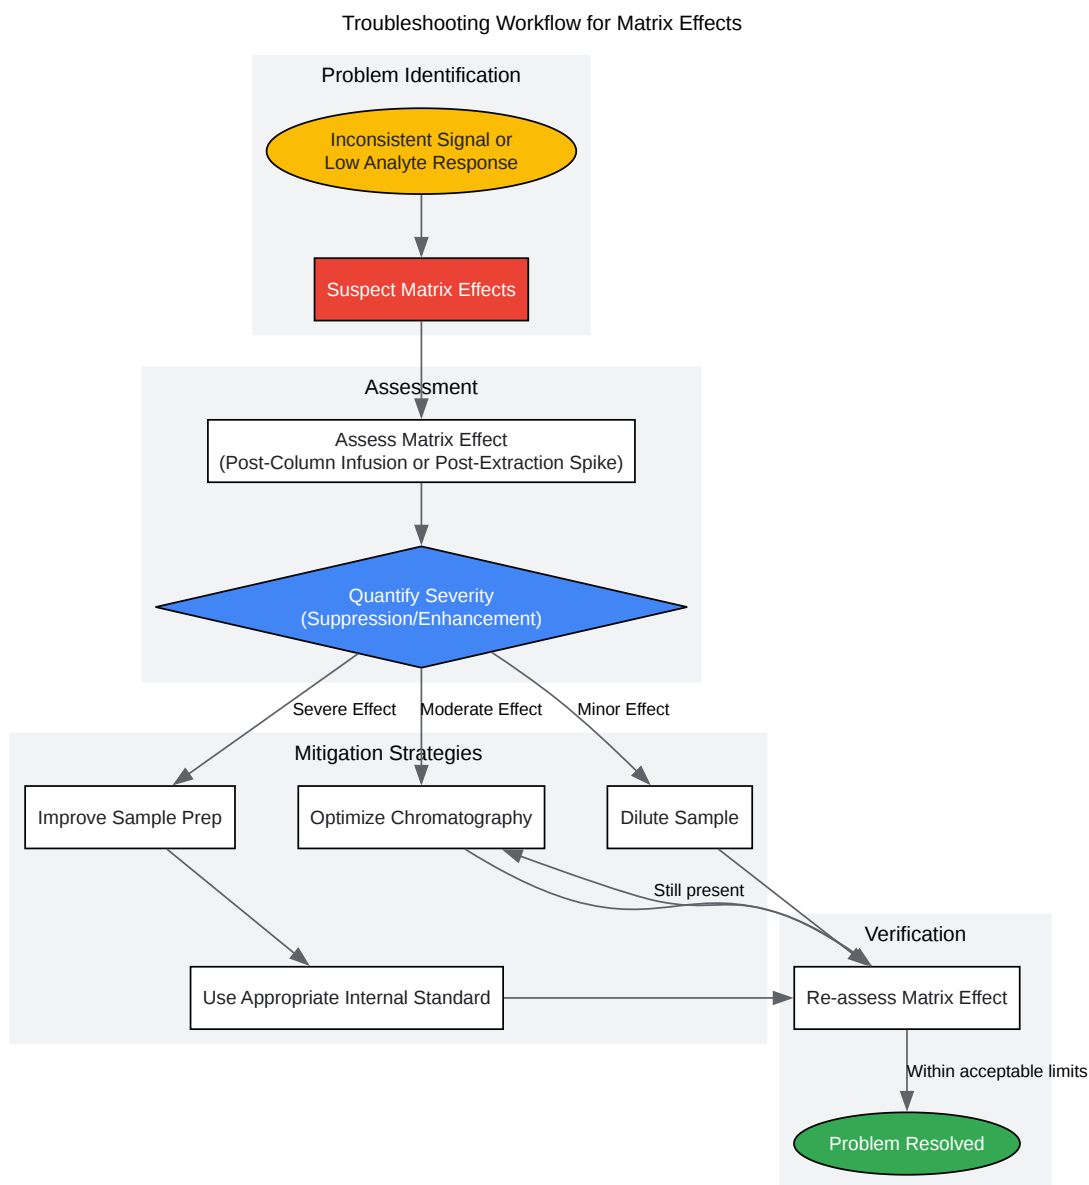 Troubleshooting Workflow for Matrix Effects
Problem Identification
Inconsistent Signal or
Low Analyte Response
Suspect Matrix Effects
Assessment
Assess Matrix Effect
(Post-Column Infusion or Post-Extraction Spike)
Quantify Severity
(Suppression/Enhancement)
Severe Effect
Moderate Effect
Minor Effect
Mitigation Strategies
Improve Sample Prep
Optimize Chromatography
Dilute Sample
Still present
Verification
Use Appropriate Internal Standard
Re-assess Matrix Effect
Within acceptable limits
Problem Resolved